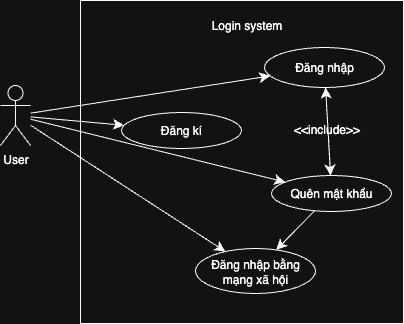 Login system
Đăng nhập
Đăng kí
<<include>>
User
Quên mật khẩu
Đăng nhập bằng
mạng xã hội